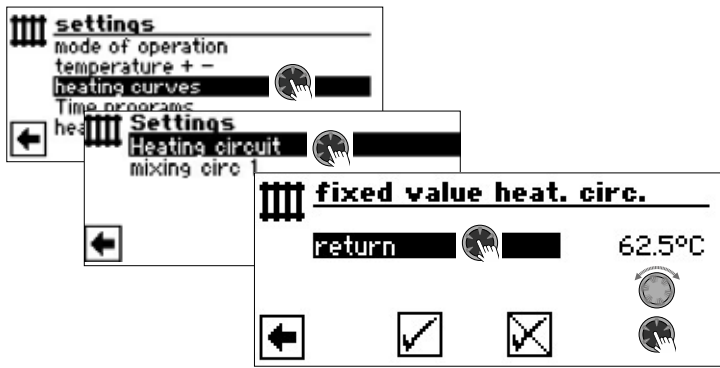 settings
mode of operation
temperature + -
heating curves
Time programs
hea
Settings
Heating circuit
mixing circ 1
fixed value heat. circ.
return 62.5°C